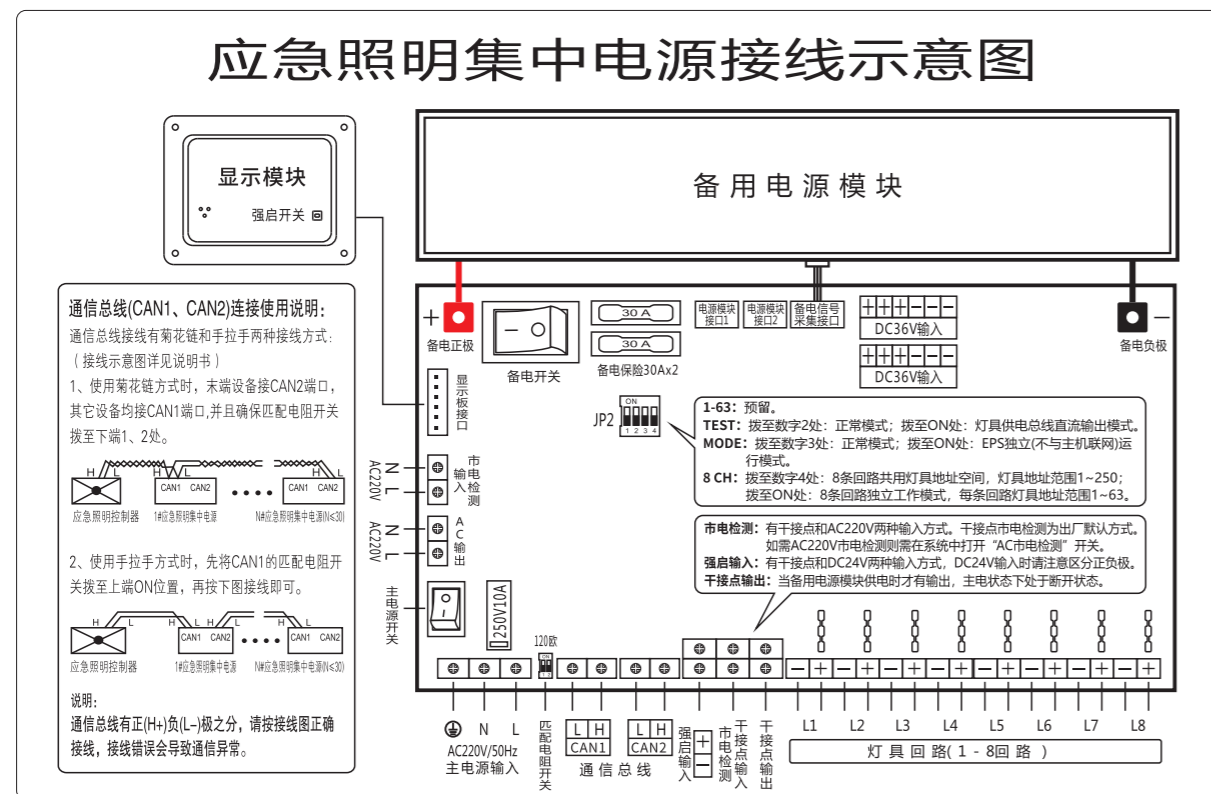 应急照明集中电源接线示意图
显示模块
强启开关
备用电源模块
通信总线(CAN1、CAN2)连接使用说明：
通信总线接线有菊花链和手拉手两种接线方式：
（接线示意图详见说明书）
1、使用菊花链方式时，末端设备接CAN2端口，
其它设备均接CAN1端口,并且确保匹配电阻开关
拨至下端1、2处。
H L H L H L
CAN1 CAN2 CAN1 CAN2
应急照明控制器 1#应急照明集中电源 N#应急照明集中电源(N≤30)
2、使用手拉手方式时，先将CAN1的匹配电阻开
关拨至上端ON位置，再按下图接线即可。
H L H L H L H L
CAN1 CAN2 CAN1 CAN2
应急照明控制器 1#应急照明集中电源 N#应急照明集中电源(N≤30)
说明：
通信总线有正(H+)负(L−)极之分，请按接线图正确
接线，接线错误会导致通信异常。
+
备电正极
备电开关
30 A
30 A
备电保险30Ax2
电源模块
接口1
电源模块
接口2
备电信号
采集接口
+++−−−
DC36V输入
+++−−−
DC36V输入
−
备电负极
显示板接口
JP2
ON
1 2 3 4
1-63：预留。
TEST：拨至数字2处：正常模式；拨至ON处：灯具供电总线直流输出模式。
MODE：拨至数字3处：正常模式；拨至ON处：EPS独立(不与主机联网)运
行模式。
8 CH：拨至数字4处：8条回路共用灯具地址空间，灯具地址范围1~250；
拨至ON处：8条回路独立工作模式，每条回路灯具地址范围1~63。
AC220V
N
L
市电检测
输入
AC220V
N
L
AC输出
市电检测：有干接点和AC220V两种输入方式。干接点市电检测为出厂默认方式。
如需AC220V市电检测则需在系统中打开“AC市电检测”开关。
强启输入：有干接点和DC24V两种输入方式，DC24V输入时请注意区分正负极。
干接点输出：当备用电源模块供电时才有输出，主电状态下处于断开状态。
主电源开关
250V10A
120欧
ON
− + − + − + − + − + − + − + − +
N L
AC220V/50Hz
主电源输入
匹配电阻开关
L H
CAN1
L H
CAN2
通信总线
强启输入
+
−
市电检测
干接点输入
干接点输出
L1 L2 L3 L4 L5 L6 L7 L8
灯具回路(1-8回路)